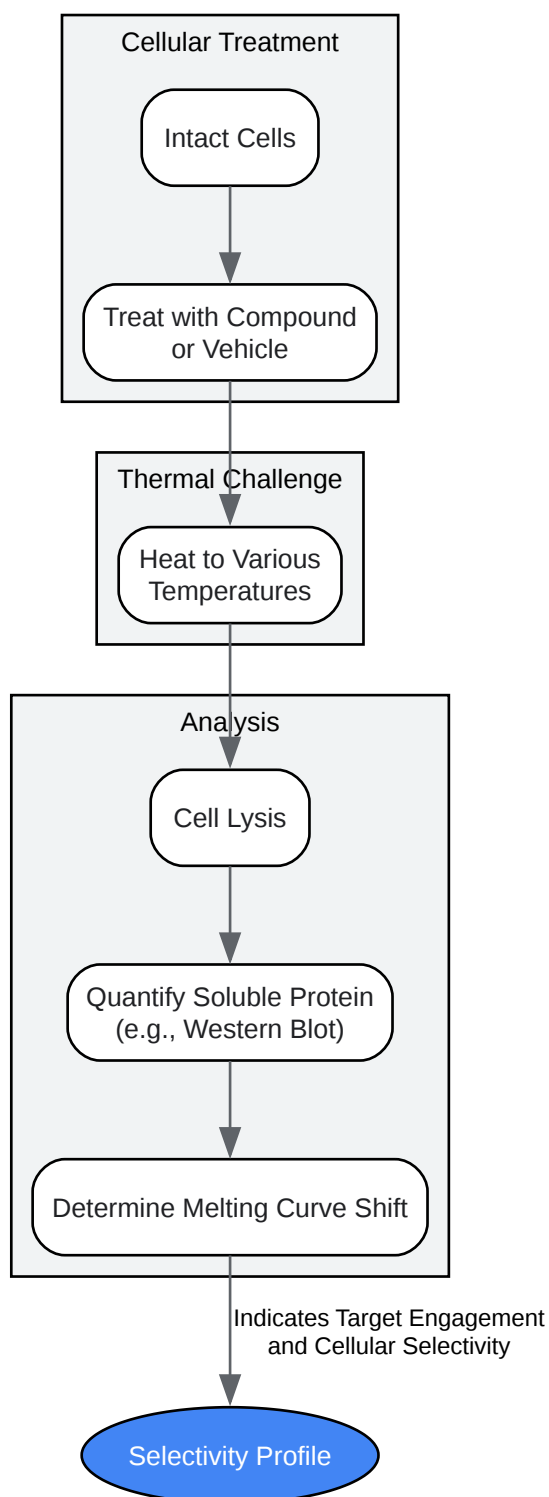 Cellular Treatment
Intact Cells
Treat with Compound
or Vehicle
Thermal Challenge
Heat to Various
Temperatures
Analysis
Cell Lysis
Quantify Soluble Protein
(e.g., Western Blot)
Determine Melting Curve Shift
Indicates Target Engagement
and Cellular Selectivity
Selectivity Profile